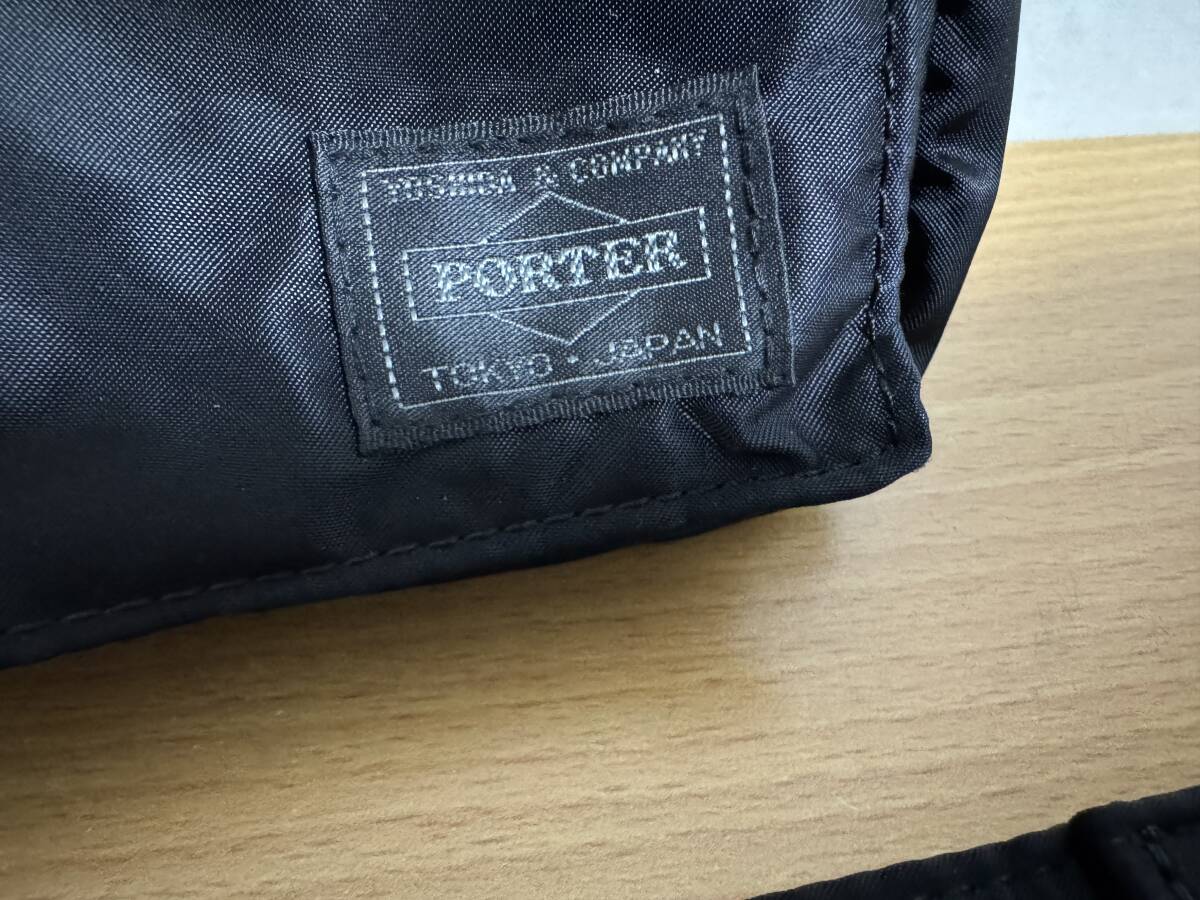 YOSHIDA & COMPANY
PORTER
TOKYO · JAPAN